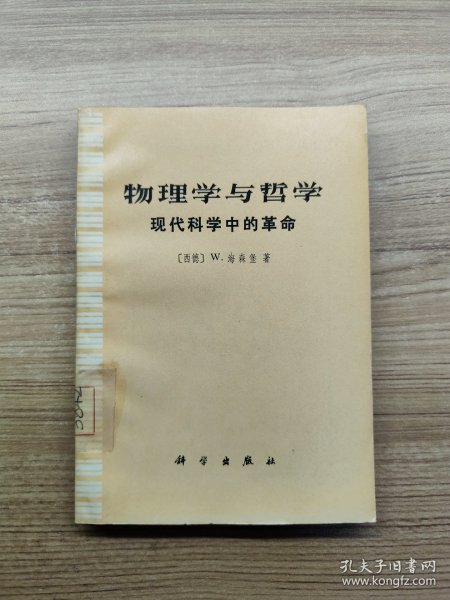 物理学与哲学
现代科学中的革命
〔西德〕W. 海森堡 著
科学出版社
孔夫子旧书网
www.kongfz.com